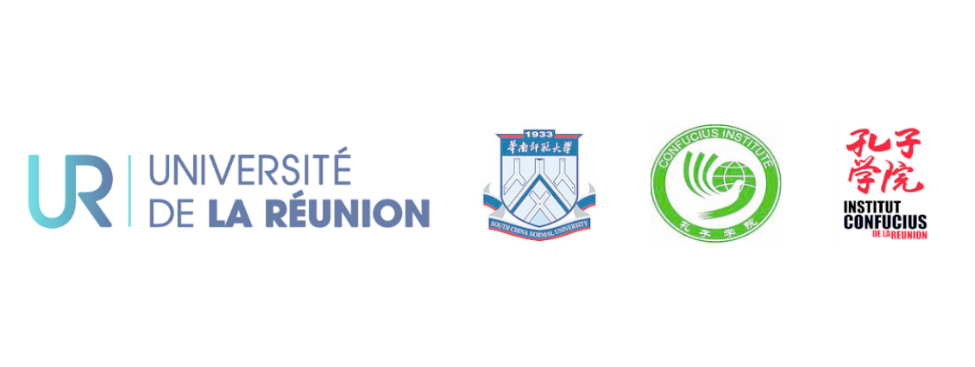 UR
UNIVERSITÉ
DE LA RÉUNION
1933
華南師範大學
SOUTH CHINA NORMAL UNIVERSITY
CONFUCIUS INSTITUTE
孔子学院
孔子
学院
INSTITUT
CONFUCIUS
DE LA REUNION